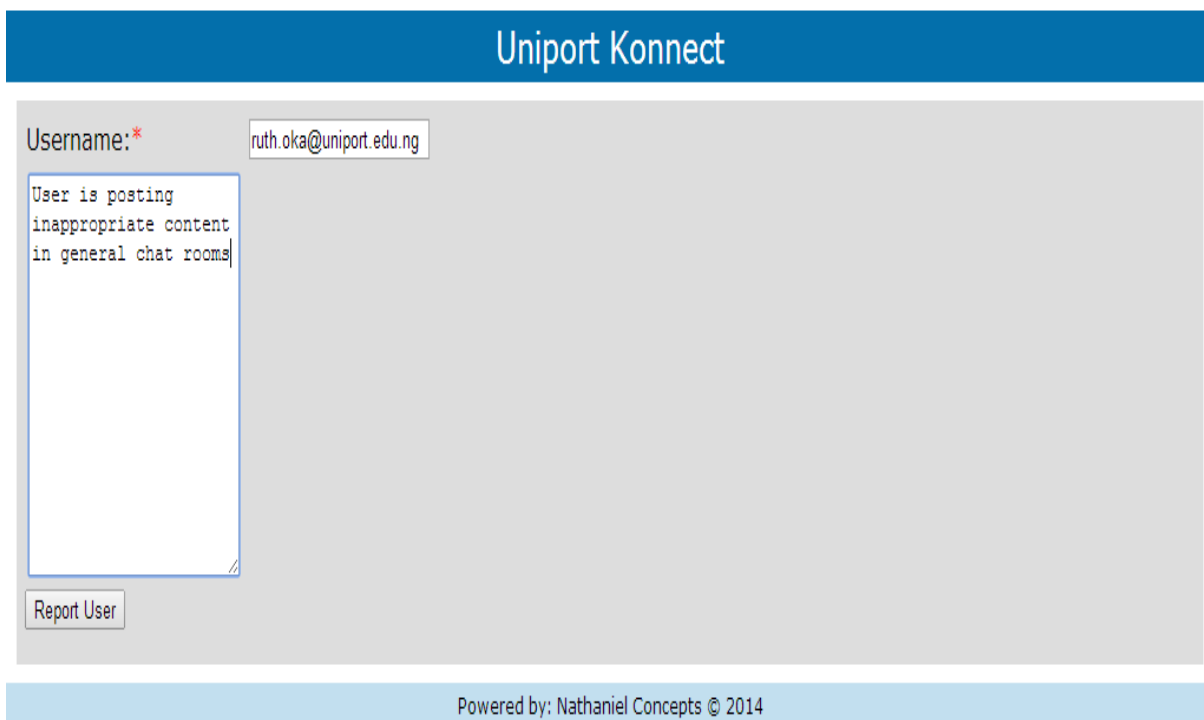 Uniport Konnect
Username:*
ruth.oka@uniport.edu.ng
User is posting
inappropriate content
in general chat rooms
Report User
Powered by: Nathaniel Concepts © 2014